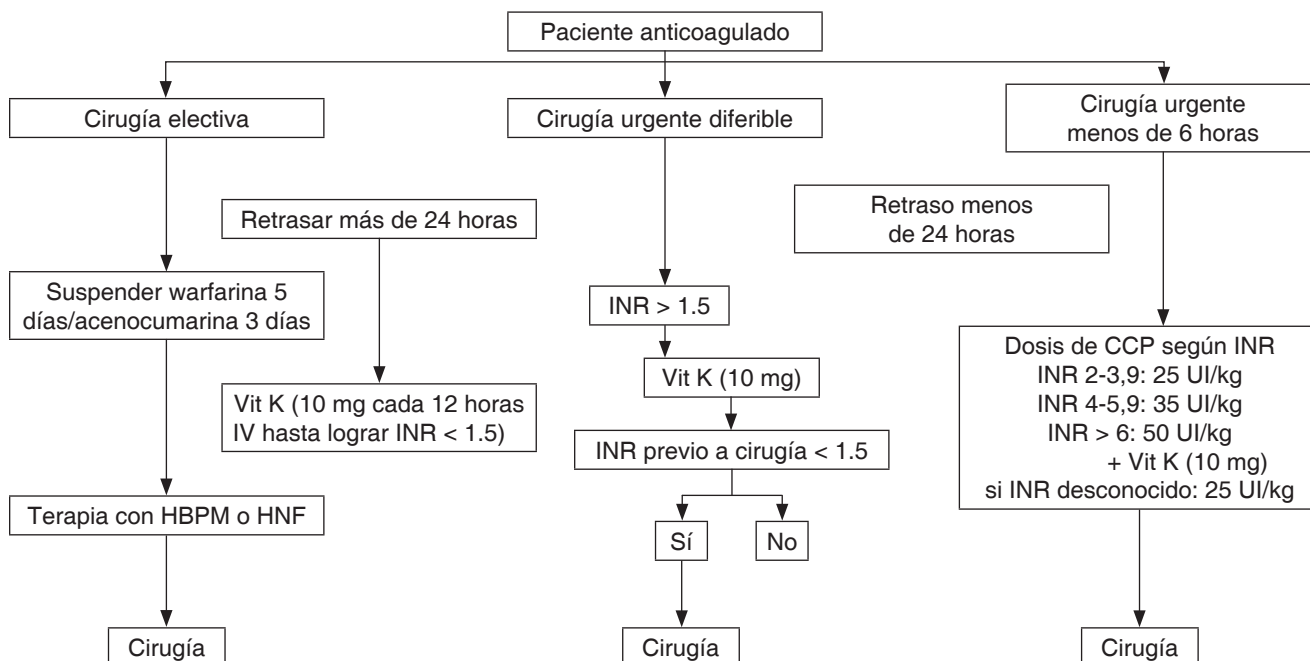 Paciente anticoagulado
Cirugía electiva
Cirugía urgente diferible
Cirugía urgente
menos de 6 horas
Retrasar más de 24 horas
Retraso menos
de 24 horas
Suspender warfarina 5
días/acenocumarina 3 días
INR > 1.5
Vit K (10 mg cada 12 horas
IV hasta lograr INR < 1.5)
Vit K (10 mg)
INR previo a cirugía < 1.5
Dosis de CCP según INR
INR 2-3,9: 25 UI/kg
INR 4-5,9: 35 UI/kg
INR > 6: 50 UI/kg
+ Vit K (10 mg)
si INR desconocido: 25 UI/kg
Terapia con HBPM o HNF
Sí
No
Cirugía
Cirugía
Cirugía